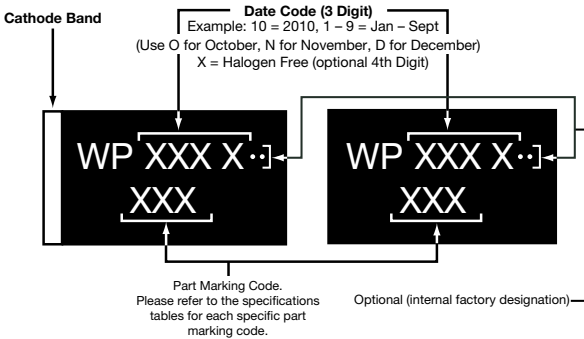 Cathode Band
Date Code (3 Digit)
Example: 10 = 2010, 1 – 9 = Jan – Sept
(Use O for October, N for November, D for December)
X = Halogen Free (optional 4th Digit)
WP XXX X••
XXX
WP XXX X••
XXX
Part Marking Code.
Please refer to the specifications
tables for each specific part
marking code.
Optional (internal factory designation)